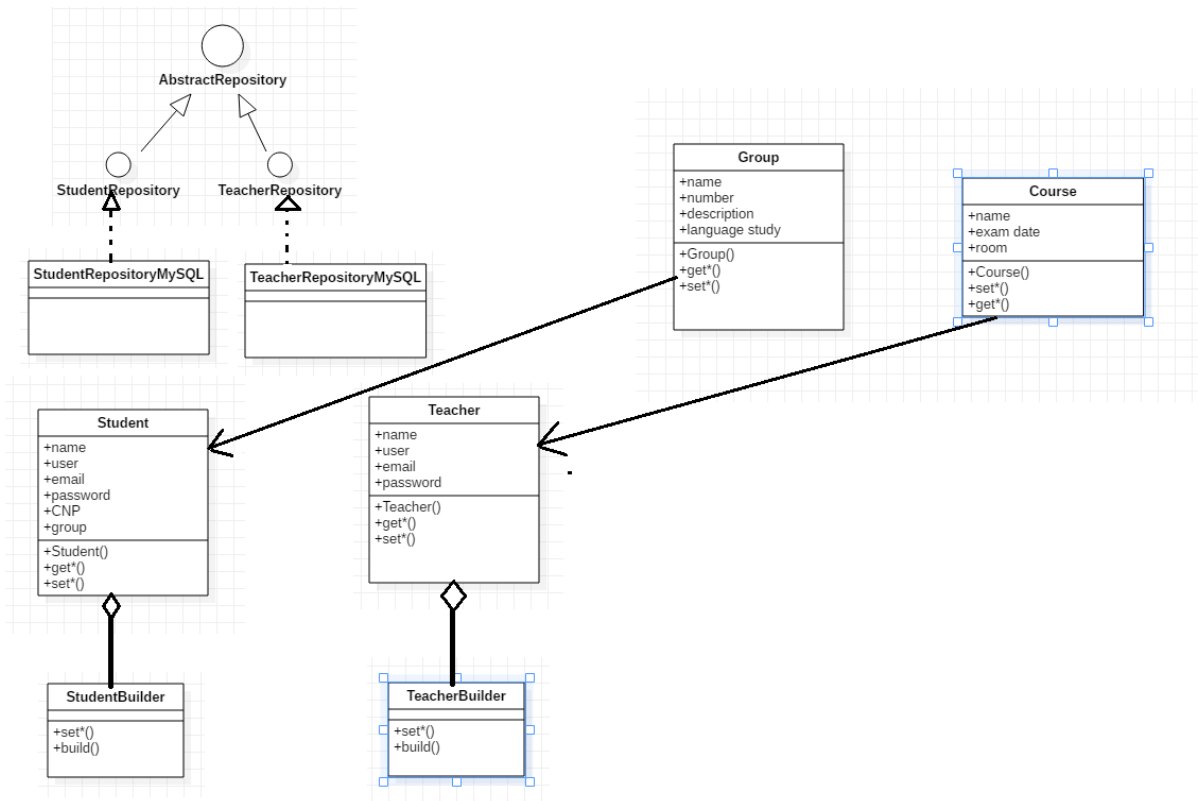 AbstractRepository
StudentRepository
TeacherRepository
StudentRepositoryMySQL
TeacherRepositoryMySQL
Group
+name
+number
+description
+language study
+Group()
+get*()
+set*()
Course
+name
+exam date
+room
+Course()
+set*()
+get*()
Student
+name
+user
+email
+password
+CNP
+group
+Student()
+get*()
+set*()
Teacher
+name
+user
+email
+password
+Teacher()
+get*()
+set*()
StudentBuilder
+set*()
+build()
TeacherBuilder
+set*()
+build()